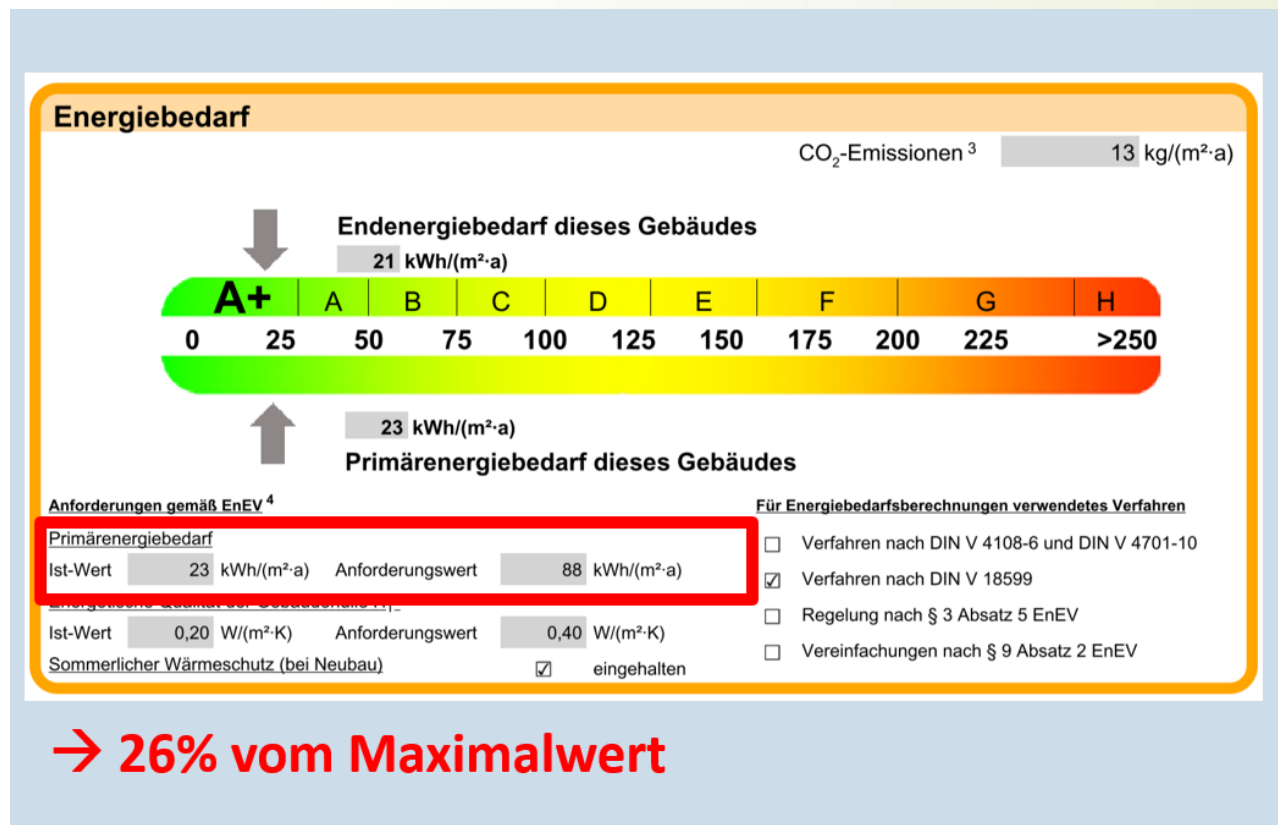 Energiebedarf
CO₂-Emissionen ³ 13 kg/(m²·a)
Endenergiebedarf dieses Gebäudes
21 kWh/(m²·a)
A+ A B C D E F G H
0 25 50 75 100 125 150 175 200 225 >250
23 kWh/(m²·a)
Primärenergiebedarf dieses Gebäudes
Anforderungen gemäß EnEV ⁴
Primärenergiebedarf
Ist-Wert 23 kWh/(m²·a) Anforderungswert 88 kWh/(m²·a)
Energetische Qualität der Gebäudehülle
Ist-Wert 0,20 W/(m²·K) Anforderungswert 0,40 W/(m²·K)
Sommerlicher Wärmeschutz (bei Neubau) ☑ eingehalten
Für Energiebedarfsberechnungen verwendetes Verfahren
☐ Verfahren nach DIN V 4108-6 und DIN V 4701-10
☑ Verfahren nach DIN V 18599
☐ Regelung nach § 3 Absatz 5 EnEV
☐ Vereinfachungen nach § 9 Absatz 2 EnEV
→ 26% vom Maximalwert